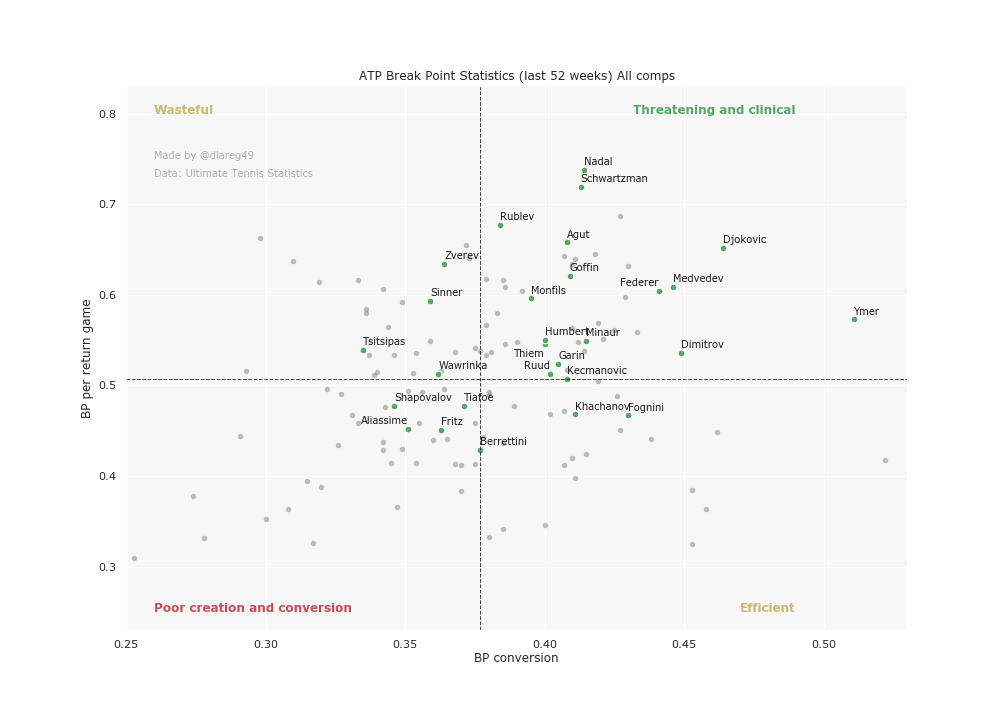 ATP Break Point Statistics (last 52 weeks) All comps
0.8
Wasteful
Threatening and clinical
Made by @dlareg49
Data: Ultimate Tennis Statistics
Nadal
Schwartzman
0.7
Rublev
Agut
Djokovic
Zverev
Goffin
Federer
Medvedev
0.6
Sinner
Monfils
Ymer
Humbert
Minaur
Tsitsipas
Dimitrov
Thiem
Garin
Wawrinka
Ruud
Kecmanovic
0.5
BP per return game
Shapovalov
Tiafoe
Khachanov
Fognini
Aliassime
Fritz
Berrettini
0.4
0.3
Poor creation and conversion
Efficient
0.25
0.30
0.35
0.40
0.45
0.50
BP conversion